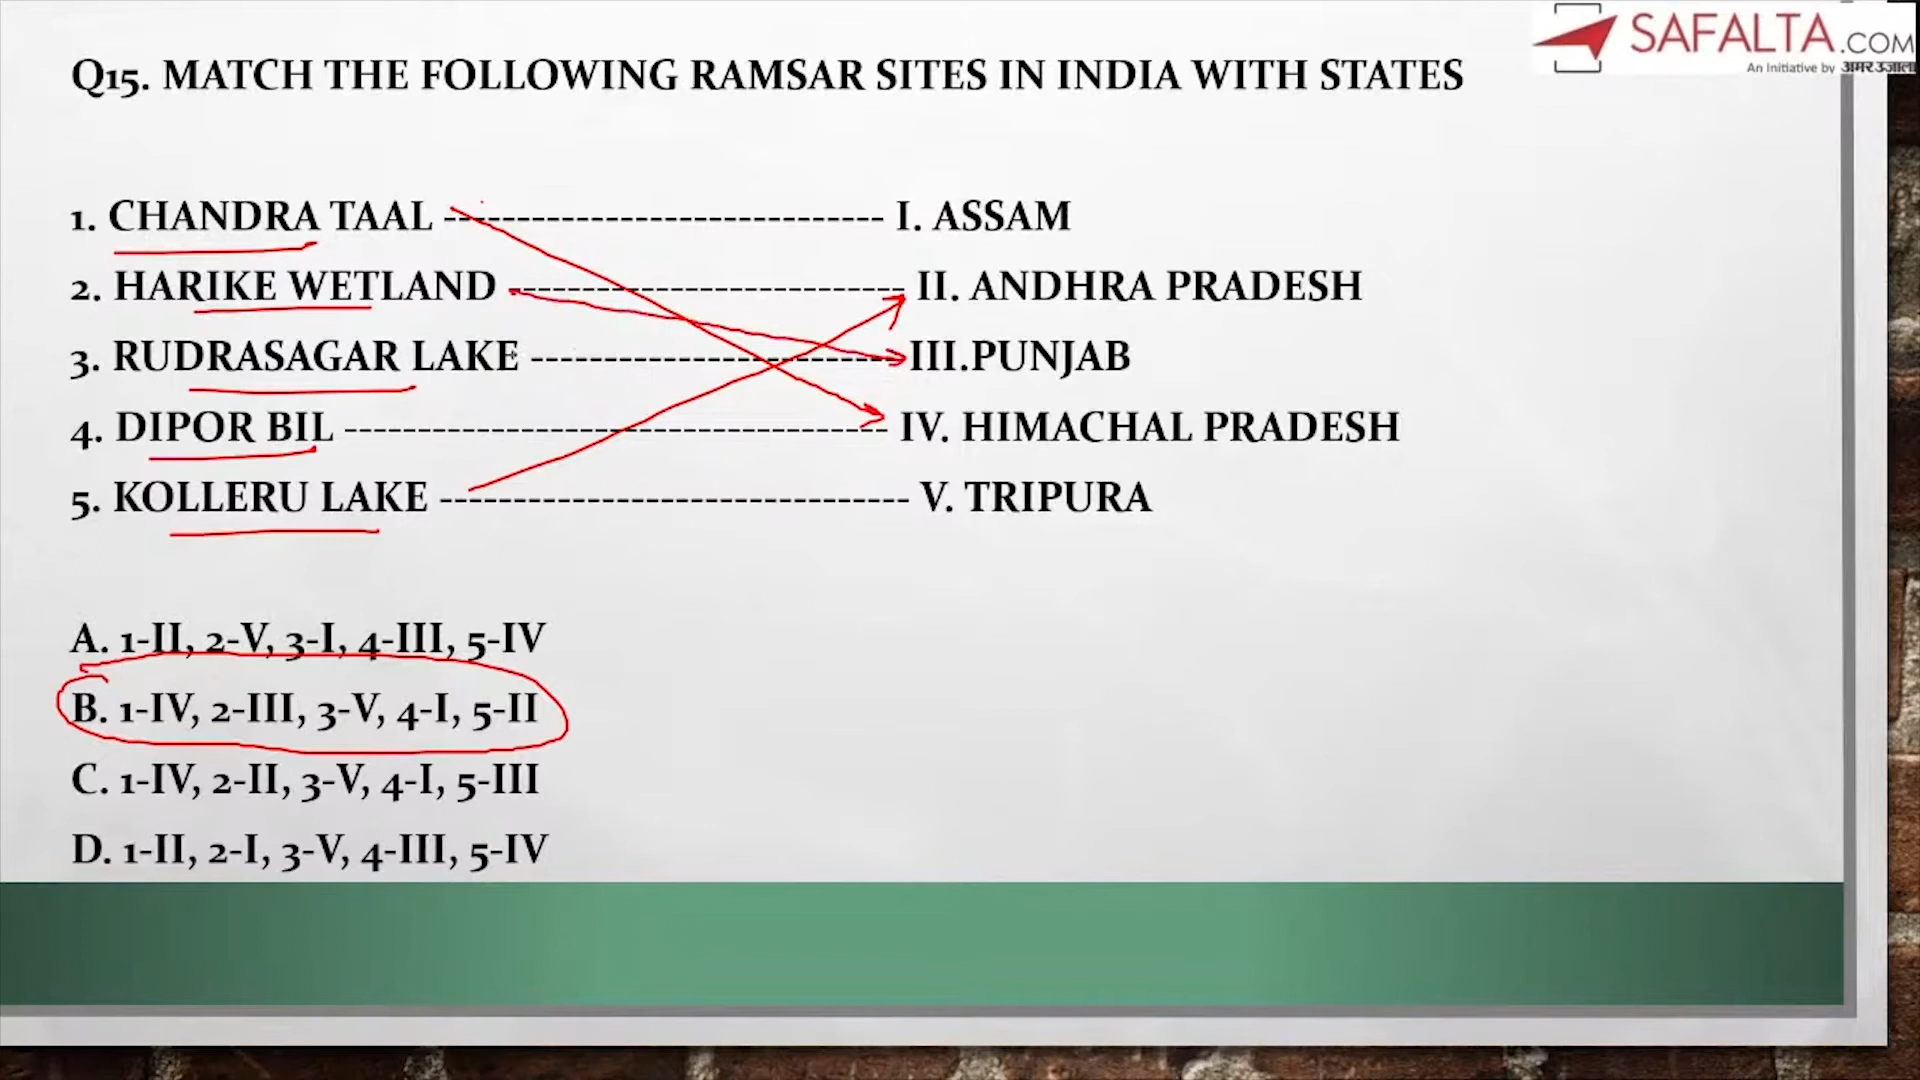 SAFALTA.COM
An Initiative by अमर उजाला
Q15. MATCH THE FOLLOWING RAMSAR SITES IN INDIA WITH STATES
1. CHANDRA TAAL ------------------------------ I. ASSAM
2. HARIKE WETLAND --------------------------- II. ANDHRA PRADESH
3. RUDRASAGAR LAKE -------------------------- III.PUNJAB
4. DIPOR BIL ------------------------------------- IV. HIMACHAL PRADESH
5. KOLLERU LAKE -------------------------------- V. TRIPURA
A. 1-II, 2-V, 3-I, 4-III, 5-IV
B. 1-IV, 2-III, 3-V, 4-I, 5-II
C. 1-IV, 2-II, 3-V, 4-I, 5-III
D. 1-II, 2-I, 3-V, 4-III, 5-IV